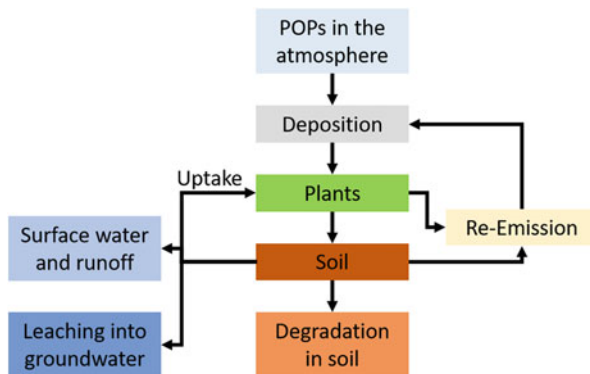 POPs in the
atmosphere
Deposition
Uptake
Plants
Surface water
and runoff
Re-Emission
Soil
Leaching into
groundwater
Degradation
in soil